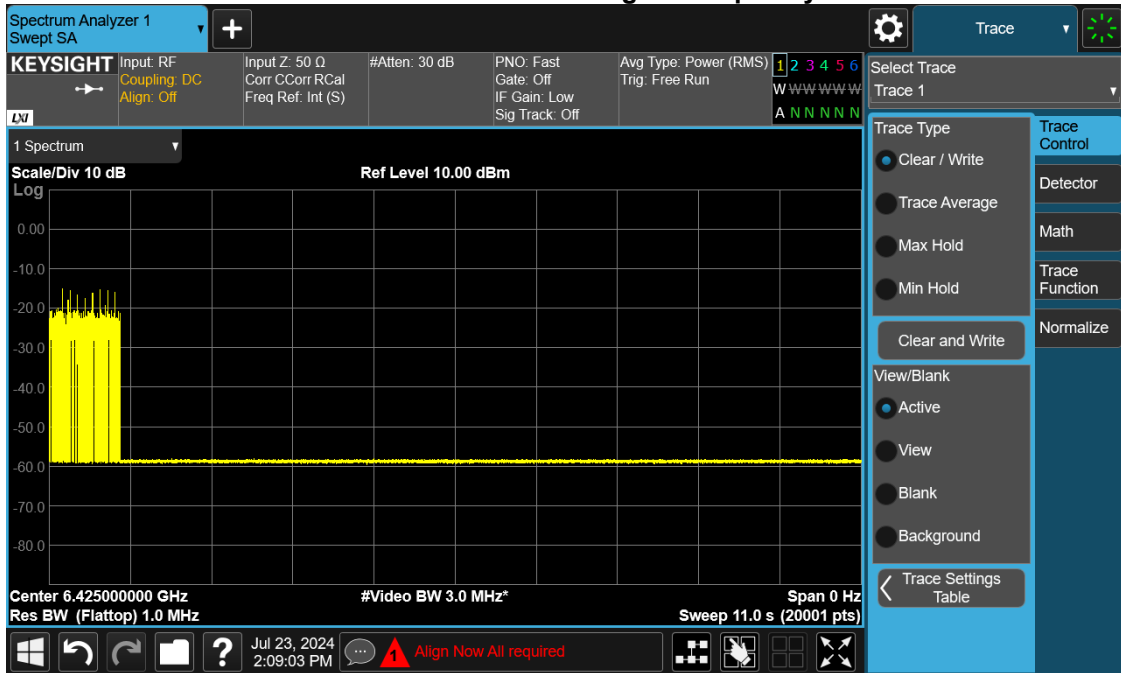 Spectrum Analyzer 1
Swept SA
+
Trace
KEYSIGHT
Input: RF
Coupling: DC
Align: Off
Input Z: 50 Ω
Corr CCorr RCal
Freq Ref: Int (S)
#Atten: 30 dB
PNO: Fast
Gate: Off
IF Gain: Low
Sig Track: Off
Avg Type: Power (RMS)
Trig: Free Run
1 2 3 4 5 6
W W W W W W
A N N N N N
LXI
Select Trace
Trace 1
1 Spectrum
Scale/Div 10 dB
Ref Level 10.00 dBm
Log
0.00
-10.0
-20.0
-30.0
-40.0
-50.0
-60.0
-70.0
-80.0
Center 6.425000000 GHz
#Video BW 3.0 MHz*
Span 0 Hz
Res BW (Flattop) 1.0 MHz
Sweep 11.0 s (20001 pts)
Trace Type
Clear / Write
Trace Average
Max Hold
Min Hold
Clear and Write
View/Blank
Active
View
Blank
Background
Trace Settings
Table
Trace
Control
Detector
Math
Trace
Function
Normalize
?
Jul 23, 2024
2:09:03 PM
1
Align Now All required